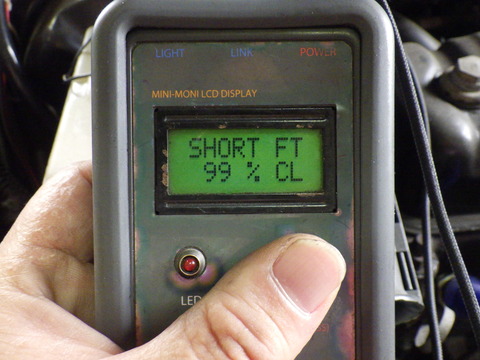 LIGHT LINK POWER
MINI-MONI LCD DISPLAY
SHORT FT
99 % CL
LED